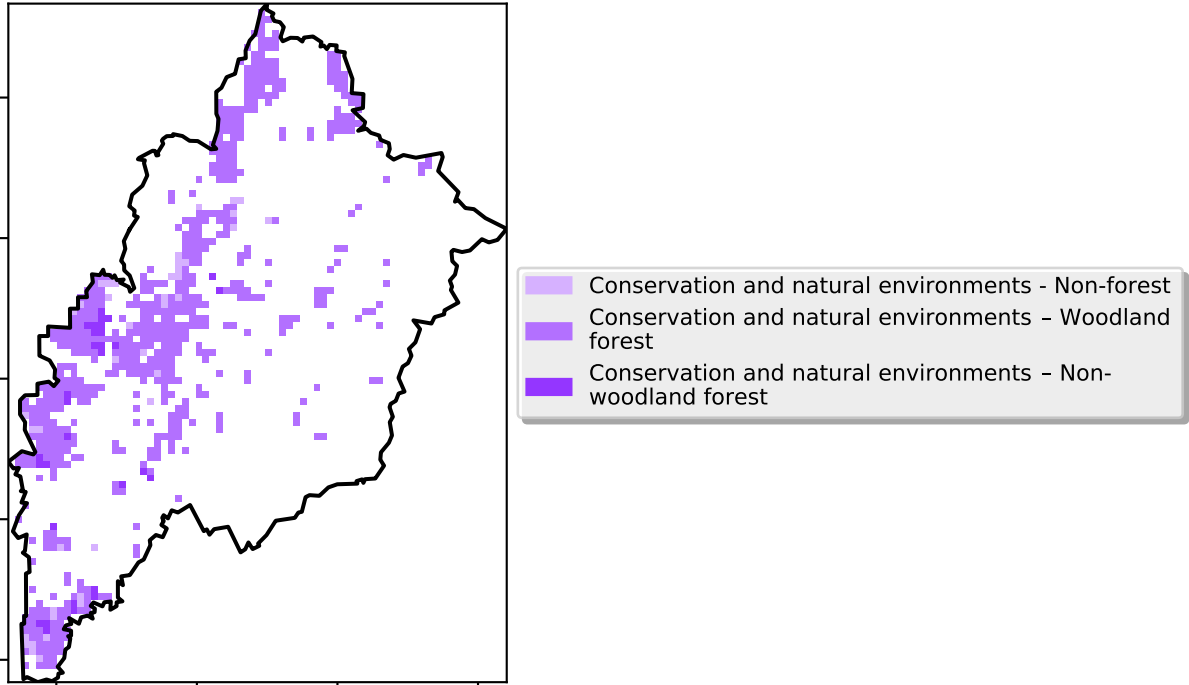 Conservation and natural environments - Non-forest
Conservation and natural environments – Woodland
forest
Conservation and natural environments – Non-
woodland forest